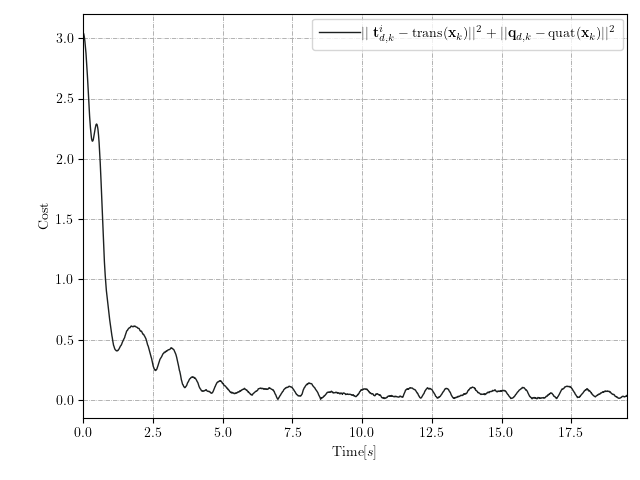 || t^i_{d,k} − trans(x_k)||^2 + ||q_{d,k} − quat(x_k)||^2
3.0
2.5
2.0
1.5
1.0
0.5
0.0
Cost
0.0 2.5 5.0 7.5 10.0 12.5 15.0 17.5
Time[s]